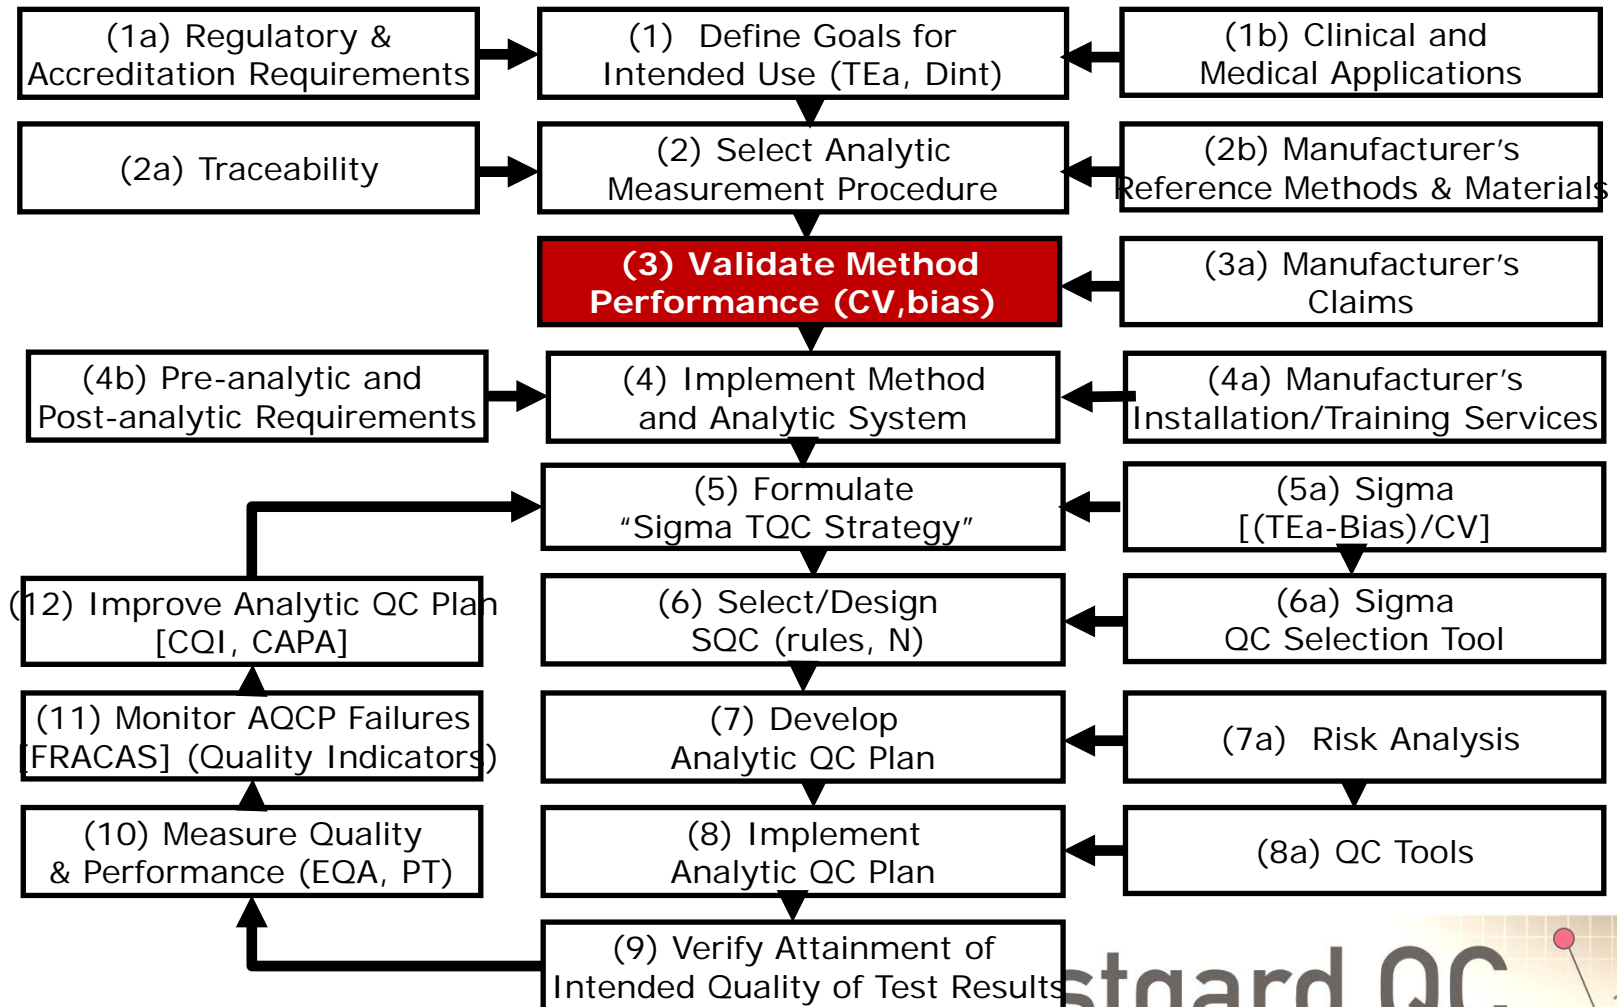 (1a) Regulatory &
Accreditation Requirements
(1) Define Goals for
Intended Use (TEa, Dint)
(1b) Clinical and
Medical Applications
(2a) Traceability
(2) Select Analytic
Measurement Procedure
(2b) Manufacturer’s
Reference Methods & Materials
(3) Validate Method
Performance (CV,bias)
(3a) Manufacturer’s
Claims
(4b) Pre-analytic and
Post-analytic Requirements
(4) Implement Method
and Analytic System
(4a) Manufacturer’s
Installation/Training Services
(5) Formulate
“Sigma TQC Strategy”
(5a) Sigma
[(TEa-Bias)/CV]
(12) Improve Analytic QC Plan
[CQI, CAPA]
(6) Select/Design
SQC (rules, N)
(6a) Sigma
QC Selection Tool
(11) Monitor AQCP Failures
[FRACAS] (Quality Indicators)
(7) Develop
Analytic QC Plan
(7a) Risk Analysis
(10) Measure Quality
& Performance (EQA, PT)
(8) Implement
Analytic QC Plan
(8a) QC Tools
(9) Verify Attainment of
Intended Quality of Test Results
stgard QC